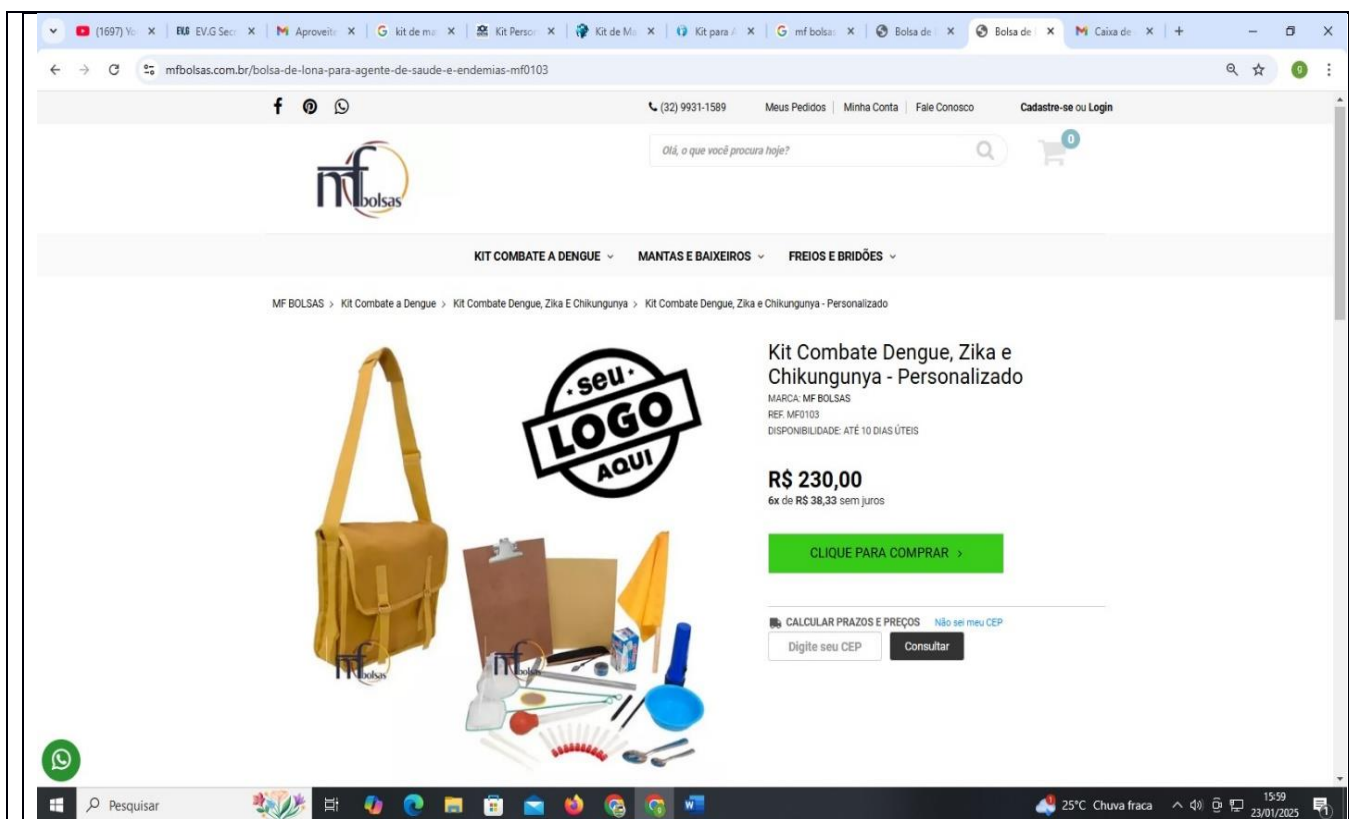 (1697) Yo
EV.G Secr
Aproveite
kit de ma
Kit Person
Kit de Ma
Kit para A
mf bolsas
Bolsa de l
Bolsa de l
Caixa de
mfbolsas.com.br/bolsa-de-lona-para-agente-de-saude-e-endemias-mf0103
(32) 9931-1589 Meus Pedidos Minha Conta Fale Conosco Cadastre-se ou Login
Olá, o que você procura hoje?
0
mf bolsas
KIT COMBATE A DENGUE MANTAS E BAIXEIROS FREIOS E BRIDÕES
MF BOLSAS > Kit Combate a Dengue > Kit Combate Dengue, Zika E Chikungunya > Kit Combate Dengue, Zika e Chikungunya - Personalizado
SEU
LOGO
AQUI
mf bolsas
mf bolsas
Kit Combate Dengue, Zika e
Chikungunya - Personalizado
MARCA: MF BOLSAS
REF. MF0103
DISPONIBILIDADE: ATÉ 10 DIAS ÚTEIS
R$ 230,00
6x de R$ 38,33 sem juros
CLIQUE PARA COMPRAR >
CALCULAR PRAZOS E PREÇOS Não sei meu CEP
Digite seu CEP Consultar
Pesquisar
25°C Chuva fraca
15:59
23/01/2025